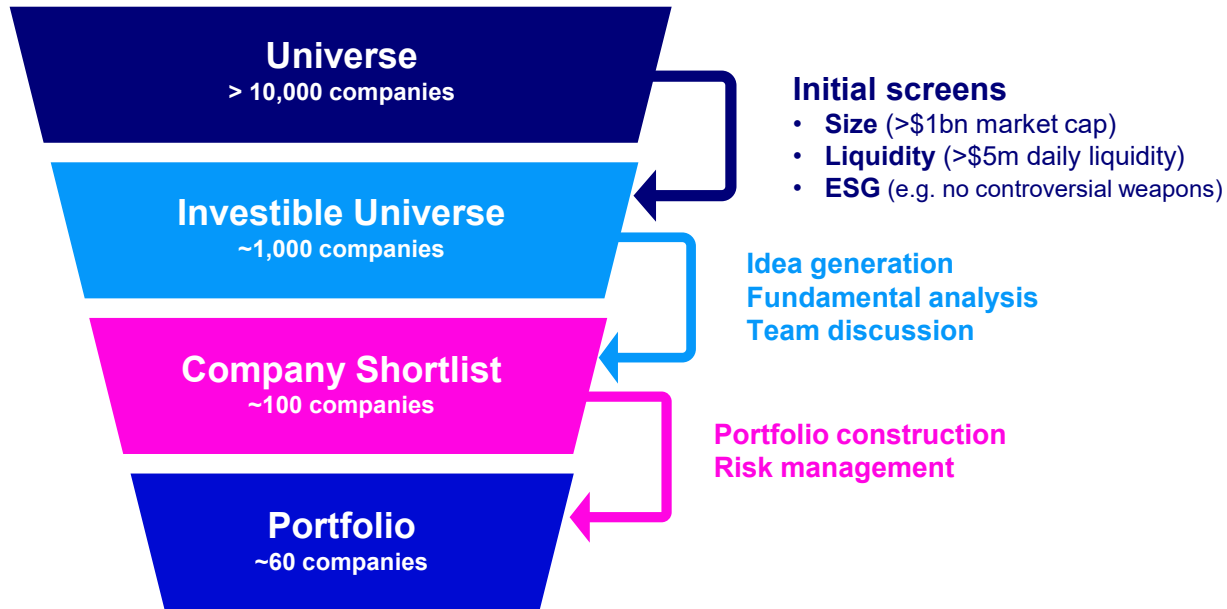 Universe
> 10,000 companies
Initial screens
• Size (>$1bn market cap)
• Liquidity (>$5m daily liquidity)
• ESG (e.g. no controversial weapons)
Investible Universe
~1,000 companies
Idea generation
Fundamental analysis
Team discussion
Company Shortlist
~100 companies
Portfolio construction
Risk management
Portfolio
~60 companies